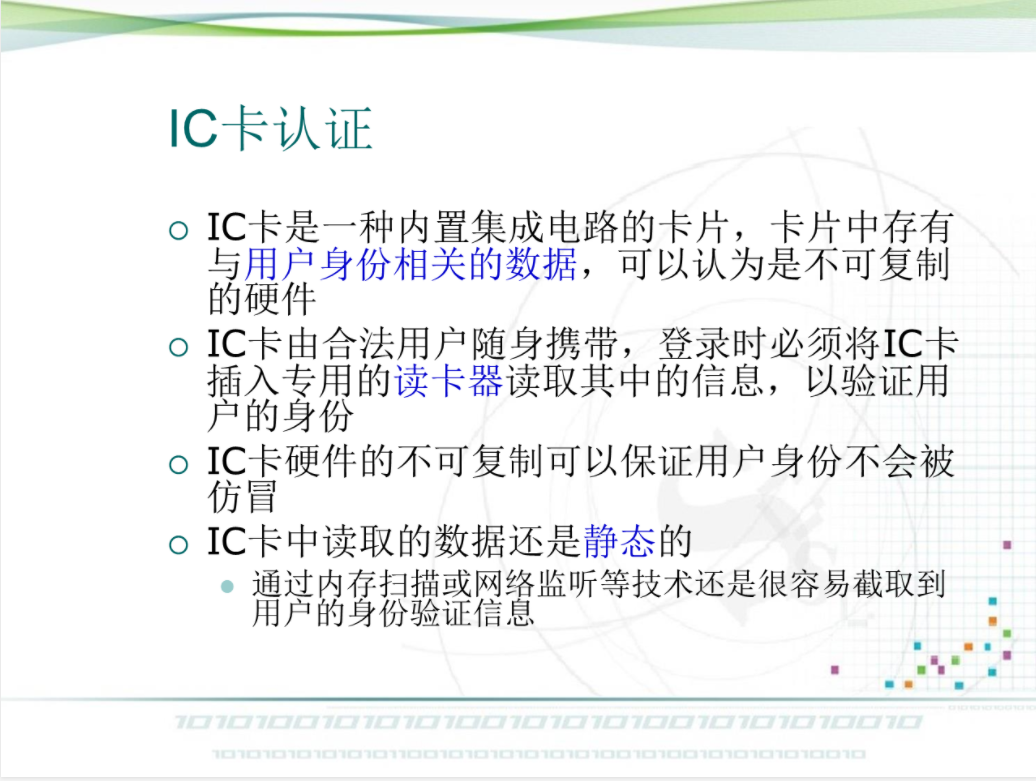 IC卡认证
IC卡是一种内置集成电路的卡片，卡片中存有
与用户身份相关的数据，可以认为是不可复制
的硬件
IC卡由合法用户随身携带，登录时必须将IC卡
插入专用的读卡器读取其中的信息，以验证用
户的身份
IC卡硬件的不可复制可以保证用户身份不会被
仿冒
IC卡中读取的数据还是静态的
通过内存扫描或网络监听等技术还是很容易截取到
用户的身份验证信息